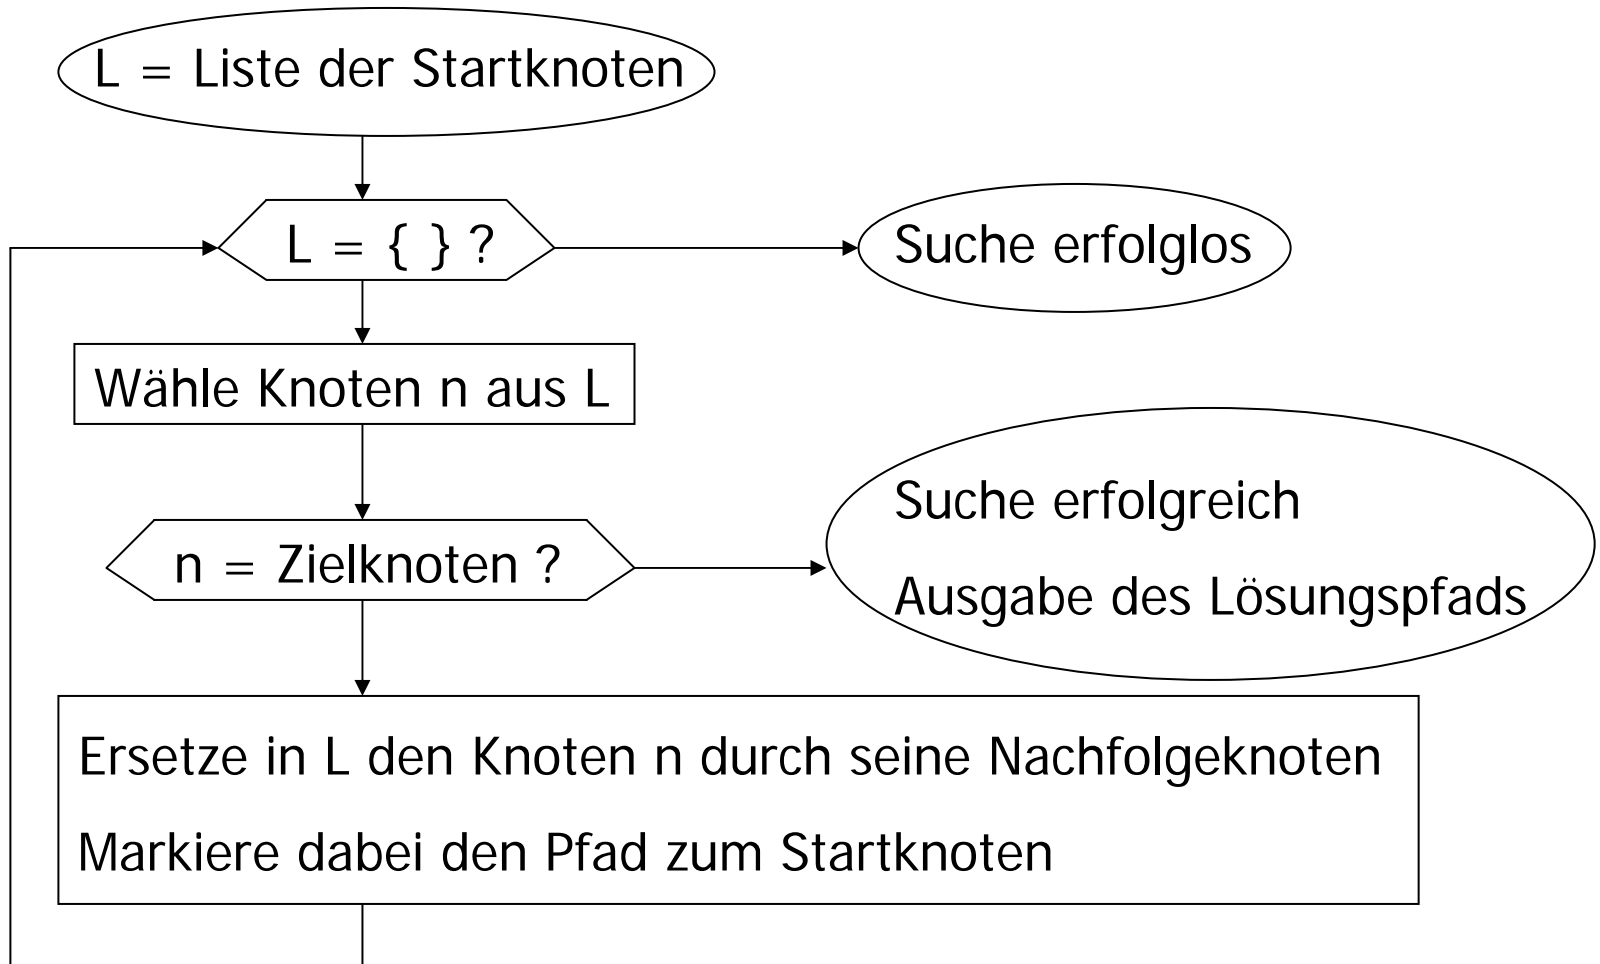 L = Liste der Startknoten
L = { } ?
Suche erfolglos
Wähle Knoten n aus L
n = Zielknoten ?
Suche erfolgreich
Ausgabe des Lösungspfads
Ersetze in L den Knoten n durch seine Nachfolgeknoten
Markiere dabei den Pfad zum Startknoten